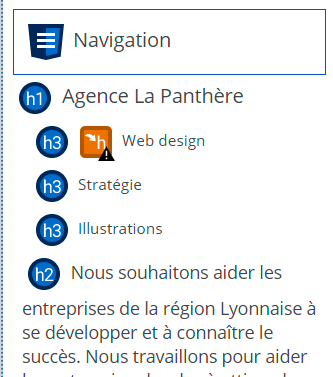 Navigation
h1 Agence La Panthère
h3 h Web design
h3 Stratégie
h3 Illustrations
h2 Nous souhaitons aider les
entreprises de la région Lyonnaise à
se développer et à connaître le
succès. Nous travaillons pour aider